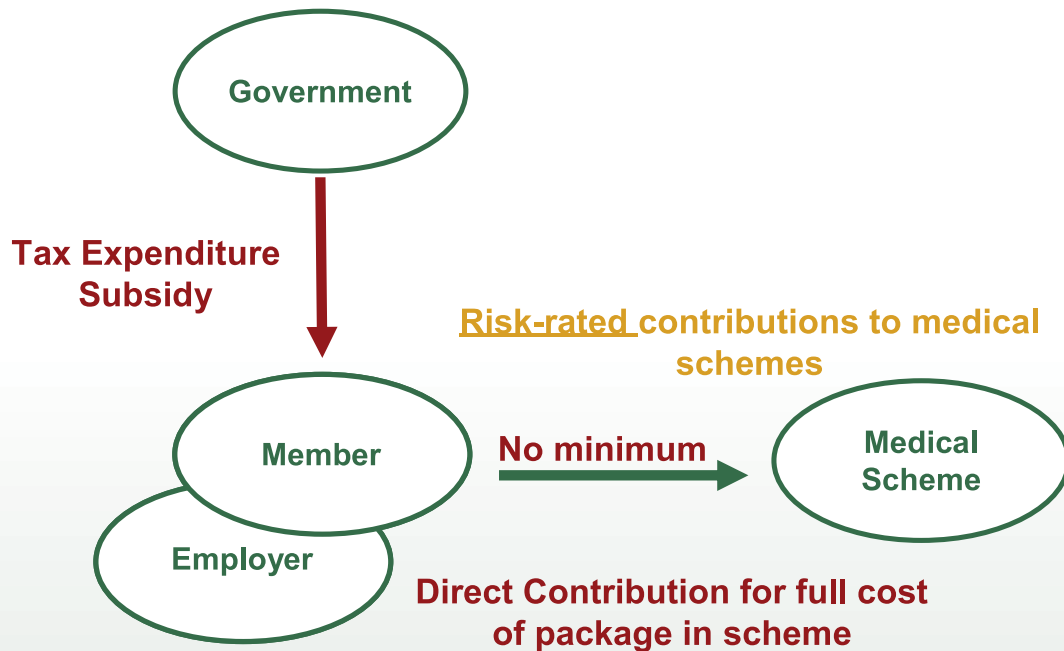 Government
Tax Expenditure
Subsidy
Risk-rated contributions to medical
schemes
Member
No minimum
Medical
Scheme
Employer
Direct Contribution for full cost
of package in scheme